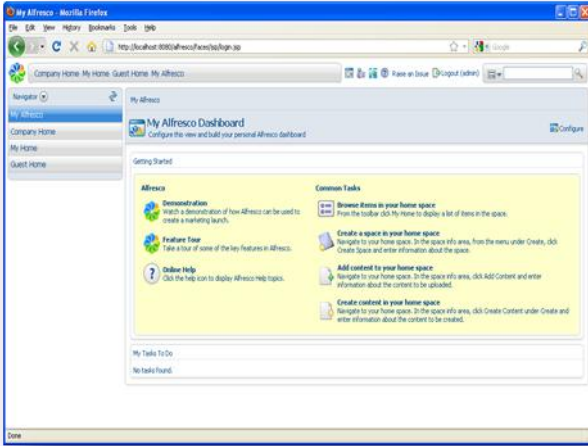 My Alfresco - Mozilla Firefox
File Edit View History Bookmarks Tools Help
http://localhost:8080/alfresco/faces/jsp/login.jsp
Google
Company Home My Home Guest Home My Alfresco
Raise an Issue Logout (admin)
Navigator
My Alfresco
Company Home
My Home
Guest Home
My Alfresco
My Alfresco Dashboard
Configure this view and build your personal Alfresco dashboard
Configure
Getting Started
Alfresco
Demonstration
Watch a demonstration of how Alfresco can be used to
create a marketing launch.
Feature Tour
Take a tour of some of the key features in Alfresco.
Online Help
Click the help icon to display Alfresco Help topics.
Common Tasks
Browse items in your home space
From the toolbar click My Home to display a list of items in the space.
Create a space in your home space
Navigate to your home space. In the space info area, from the menu under Create, click
Create Space and enter information about the space.
Add content to your home space
Navigate to your home space. In the space info area, click Add Content and enter
information about the content to be uploaded.
Create content in your home space
Navigate to your home space. In the space info area, click Create Content under Create and
enter information about the content to be created.
My Tasks To Do
No tasks found.
Done